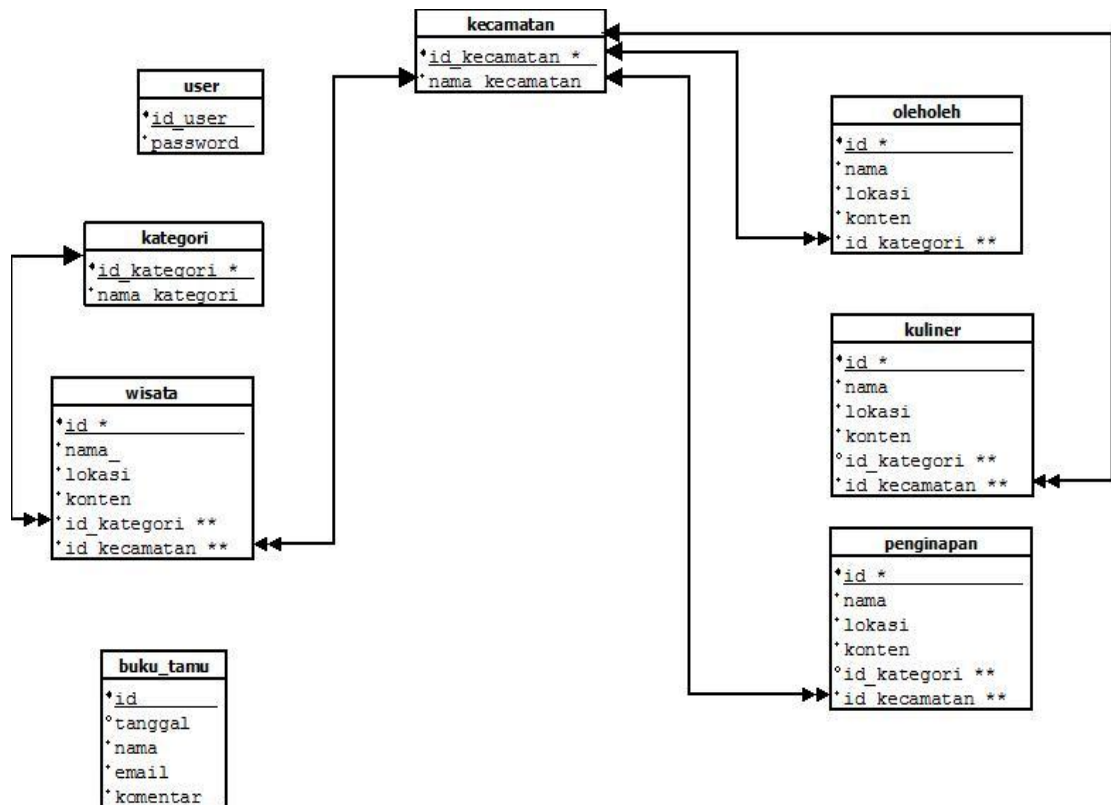 kecamatan
*id_kecamatan *
*nama_kecamatan
user
*id_user
*password
oleholeh
*id *
*nama
*lokasi
*konten
*id_kategori **
kategori
*id_kategori *
*nama_kategori
kuliner
*id *
*nama
*lokasi
*konten
°id_kategori **
*id_kecamatan **
wisata
*id *
*nama_
*lokasi
*konten
*id_kategori **
*id_kecamatan **
penginapan
*id *
*nama
*lokasi
*konten
°id_kategori **
*id_kecamatan **
buku_tamu
*id
°tanggal
*nama
*email
*komentar